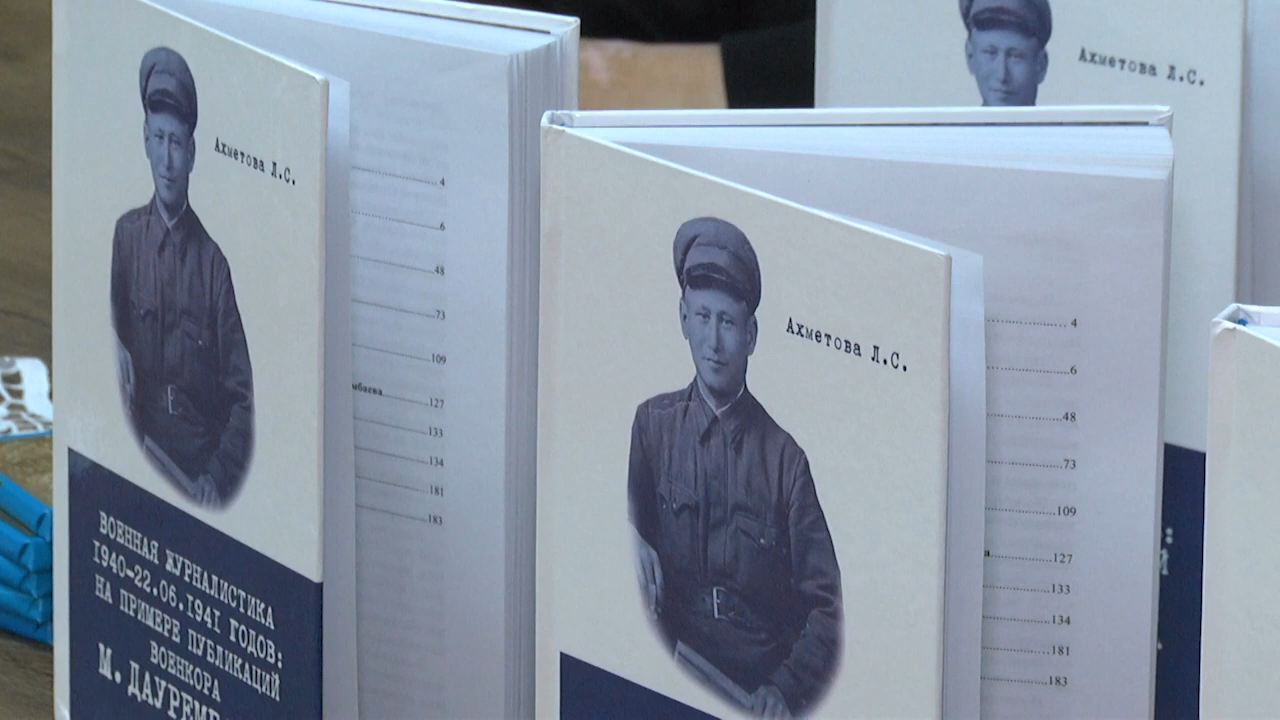 Ахметова Л.С.
ВОЕННАЯ ЖУРНАЛИСТИКА
1940-22.06.1941 ГОДОВ:
НА ПРИМЕРЕ ПУБЛИКАЦИЙ
ВОЕНКОРА
4
6
48
73
109
127
133
134
181
183
Ахметова Л.С.
4
6
48
73
109
127
133
134
181
183
Ахметова Л.С.